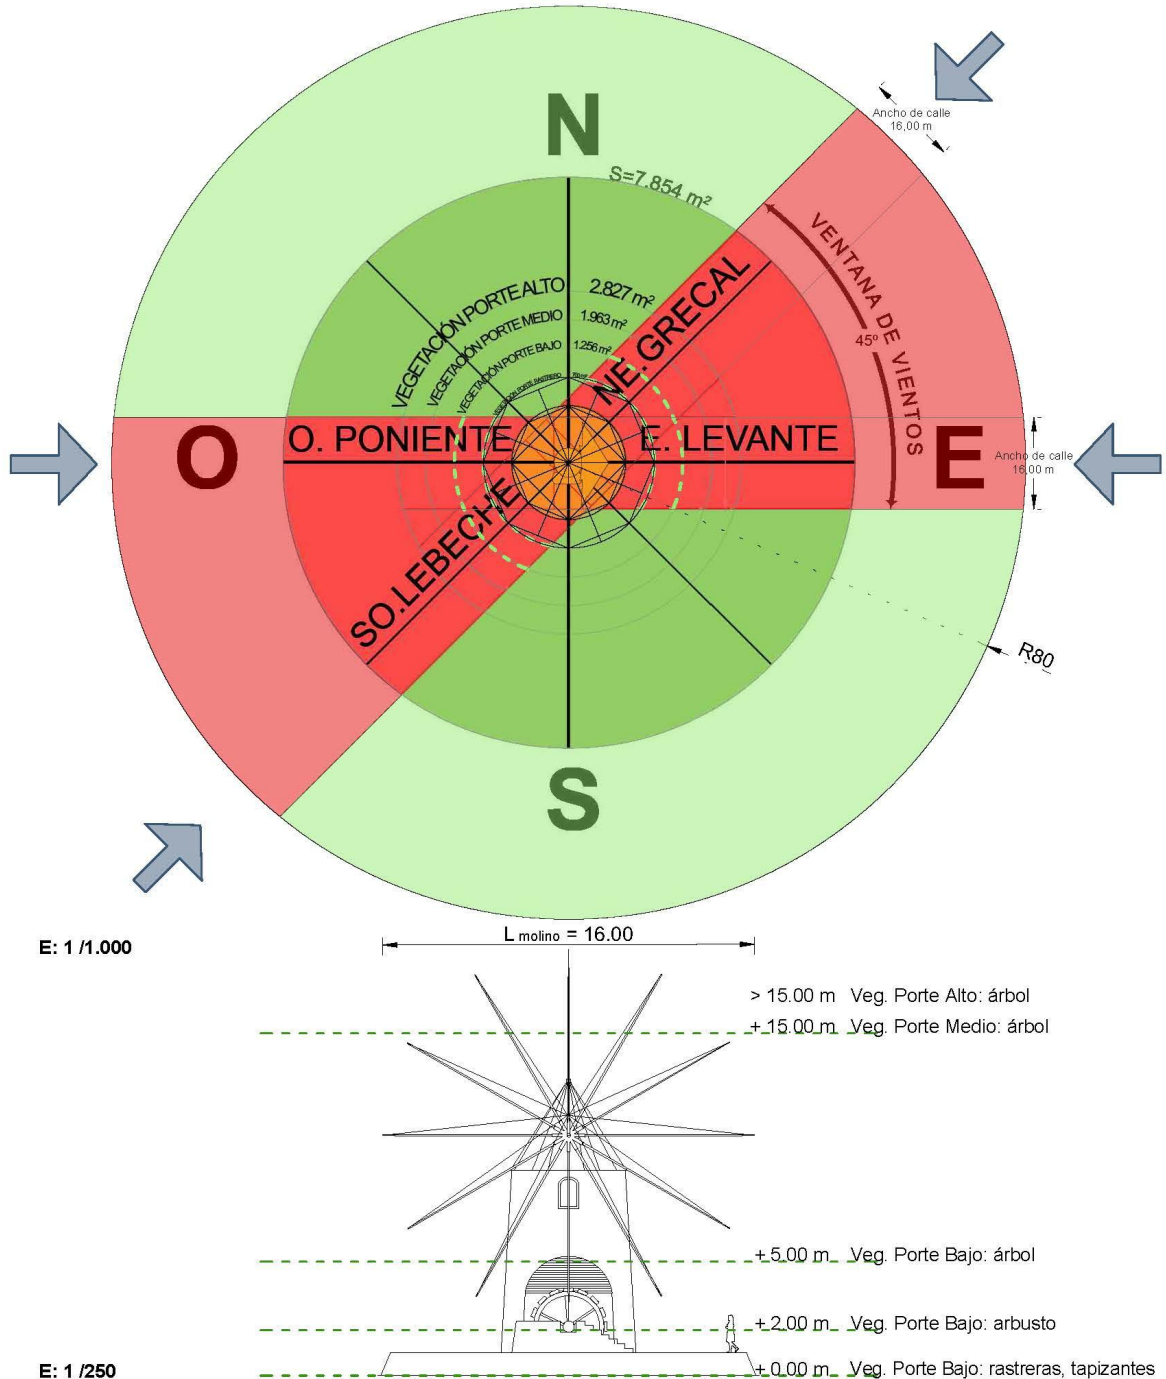 N
Ancho de calle
16,00 m
S=7.854 m²
VENTANA DE VIENTOS
45º
VEGETACIÓN PORTE ALTO 2.827 m²
VEGETACIÓN PORTE MEDIO 1.963 m²
VEGETACIÓN PORTE BAJO 1.256 m²
VEGETACIÓN PORTE RASTRERO
NE.GRECAL
O
O. PONIENTE
E. LEVANTE
E
Ancho de calle
16,00 m
SO.LEBECHE
R80
S
E: 1 /1.000
L molino = 16.00
> 15.00 m Veg. Porte Alto: árbol
+ 15.00 m Veg. Porte Medio: árbol
+ 5.00 m Veg. Porte Bajo: árbol
+ 2.00 m Veg. Porte Bajo: arbusto
+ 0.00 m Veg. Porte Bajo: rastreras, tapizantes
E: 1 /250